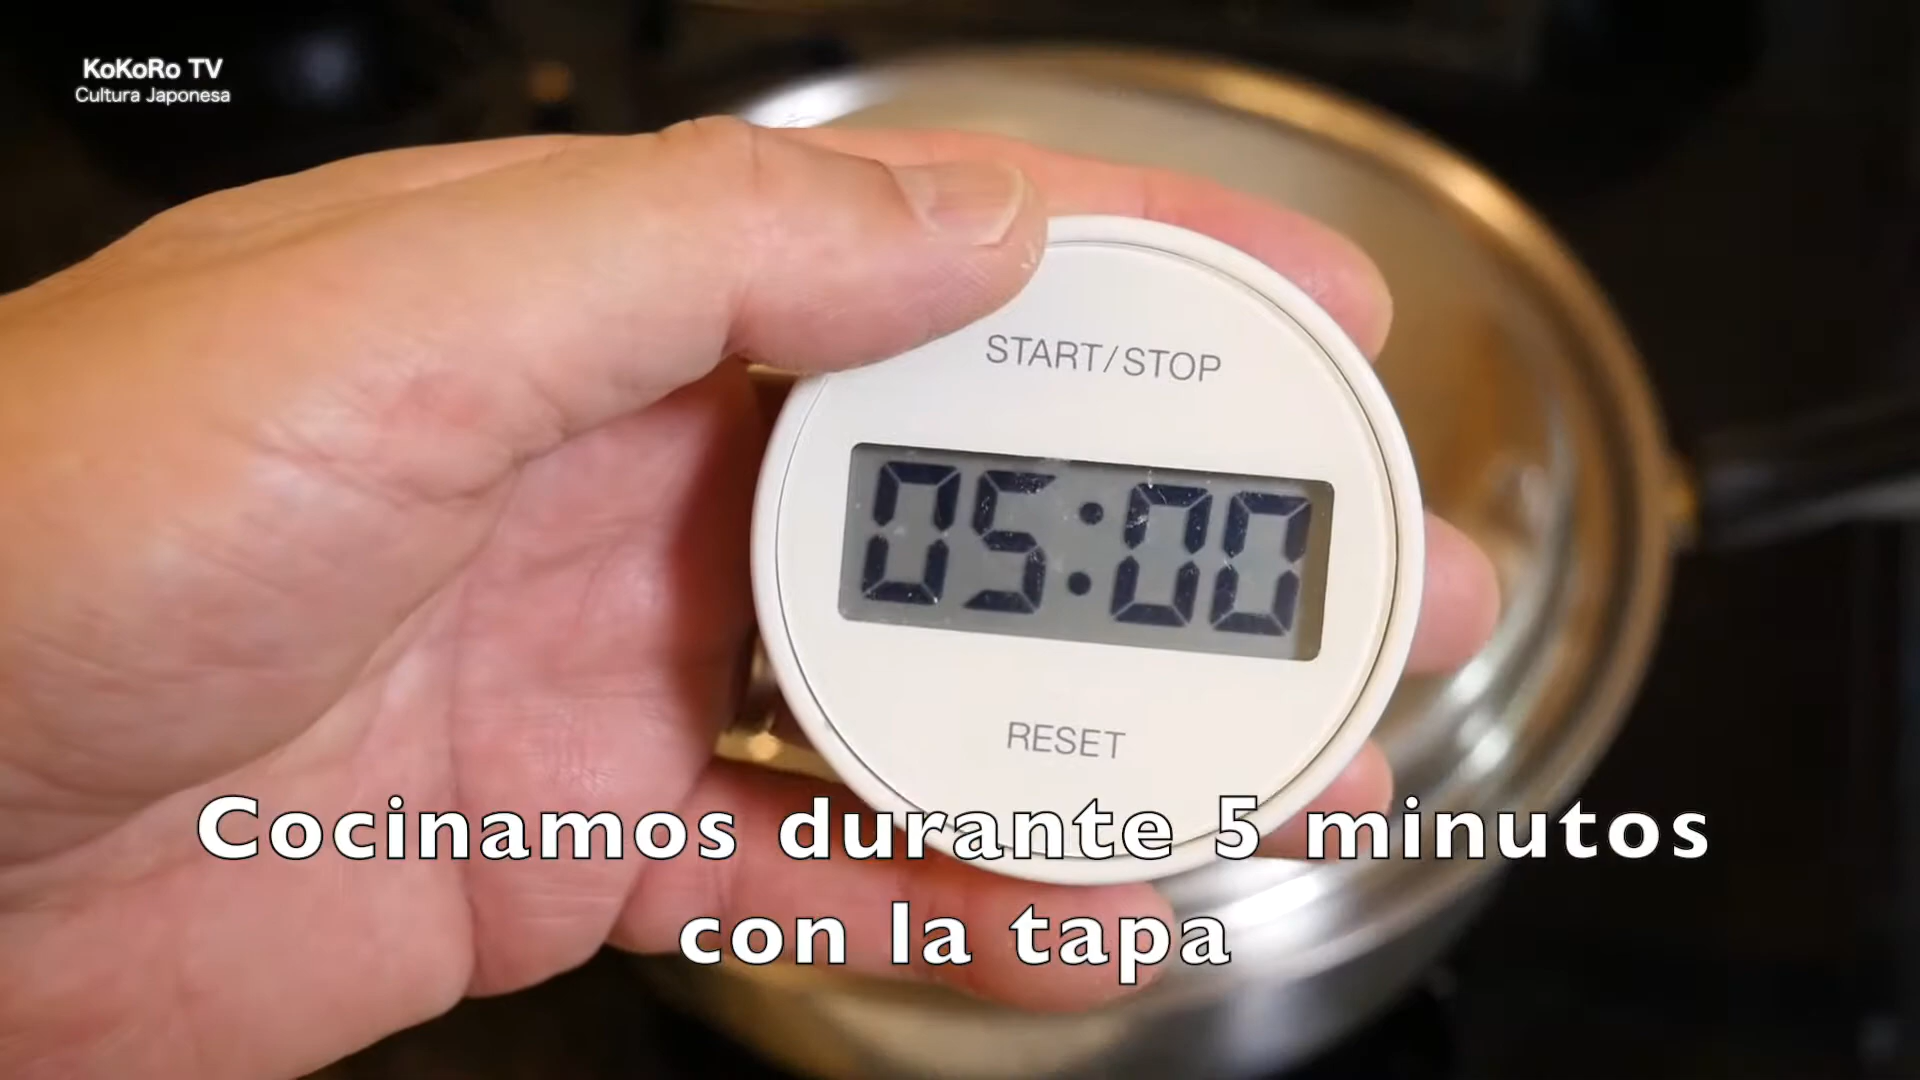 KoKoRo TV
Cultura Japonesa
START/STOP
05:00
RESET
Cocinamos durante 5 minutos
con la tapa